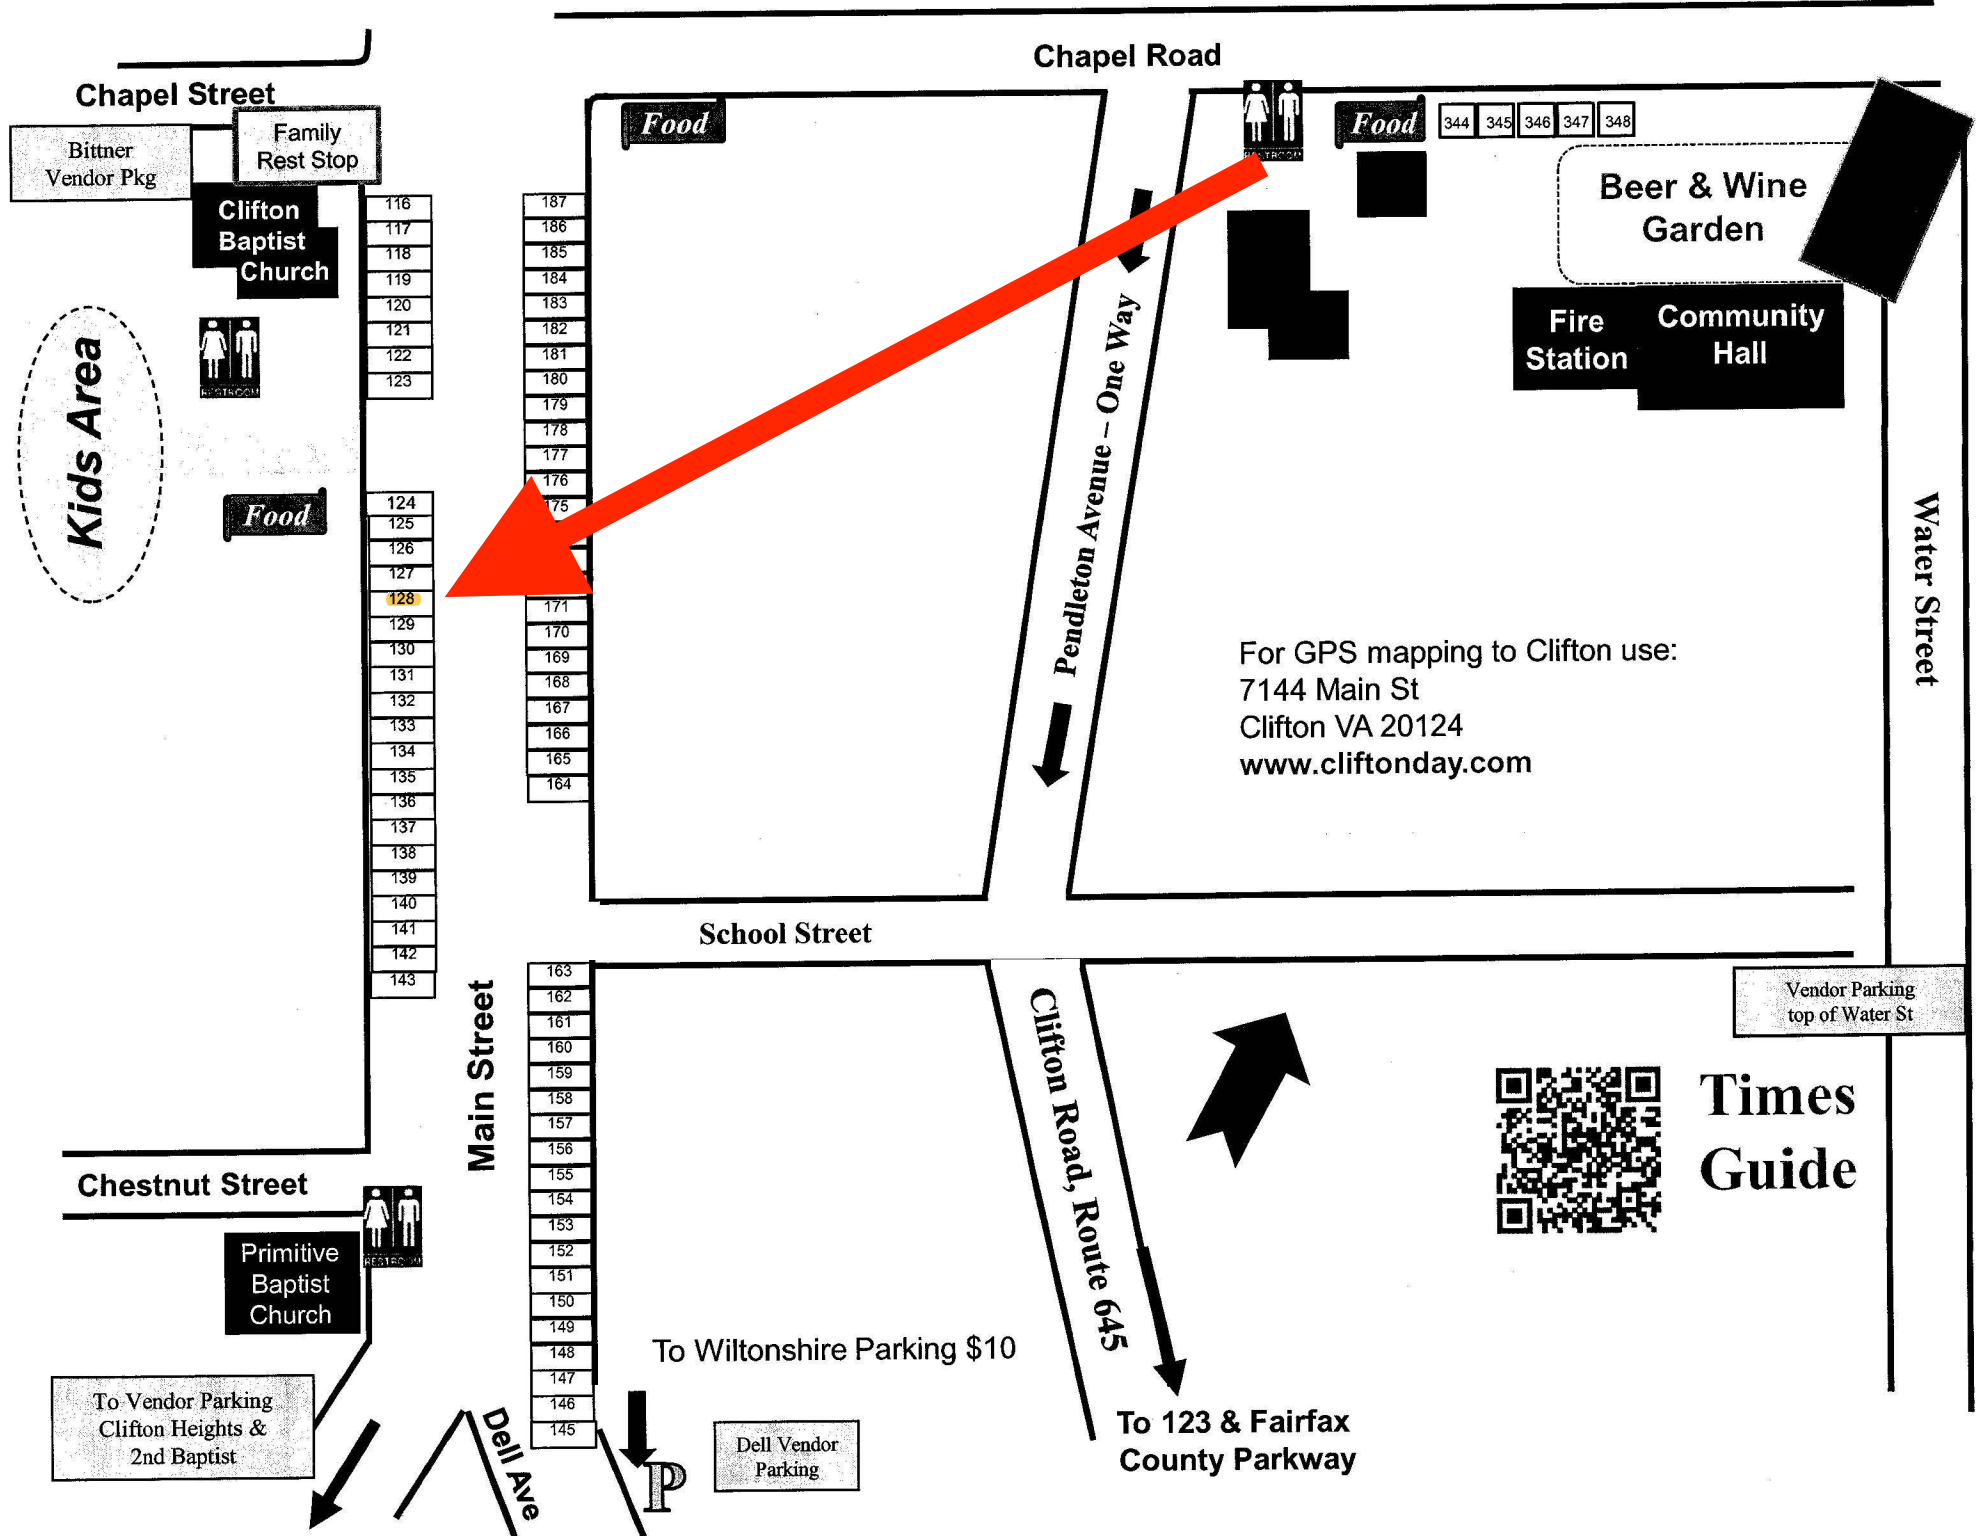 Chapel Road
Chapel Street
Bittner
Vendor Pkg
Family
Rest Stop
Food
RESTROOM
Food
344 345 346 347 348
Beer & Wine
Garden
Clifton
Baptist
Church
116
117
118
119
120
121
122
123
187
186
185
184
183
182
181
180
179
178
177
176
175
171
170
169
168
167
166
165
164
Fire
Station
Community
Hall
RESTROOM
Kids Area
Food
124
125
126
127
128
129
130
131
132
133
134
135
136
137
138
139
140
141
142
143
Pendleton Avenue – One Way
Water Street
For GPS mapping to Clifton use:
7144 Main St
Clifton VA 20124
www.cliftonday.com
School Street
Main Street
163
162
161
160
159
158
157
156
155
154
153
152
151
150
149
148
147
146
145
Clifton Road, Route 645
Vendor Parking
top of Water St
Times
Guide
Chestnut Street
RESTROOM
Primitive
Baptist
Church
To Wiltonshire Parking $10
To Vendor Parking
Clifton Heights &
2nd Baptist
Dell Ave
P
Dell Vendor
Parking
To 123 & Fairfax
County Parkway